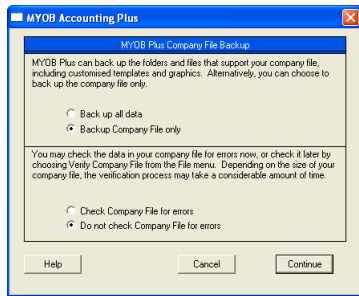 MYOB Accounting Plus
MYOB Plus Company File Backup
MYOB Plus can back up the folders and files that support your company file,
including customised templates and graphics. Alternatively, you can choose to
back up the company file only.
Back up all data
Backup Company File only
You may check the data in your company file for errors now, or check it later by
choosing Verify Company File from the File menu. Depending on the size of your
company file, the verification process may take a considerable amount of time.
Check Company File for errors
Do not check Company File for errors
Help Cancel Continue